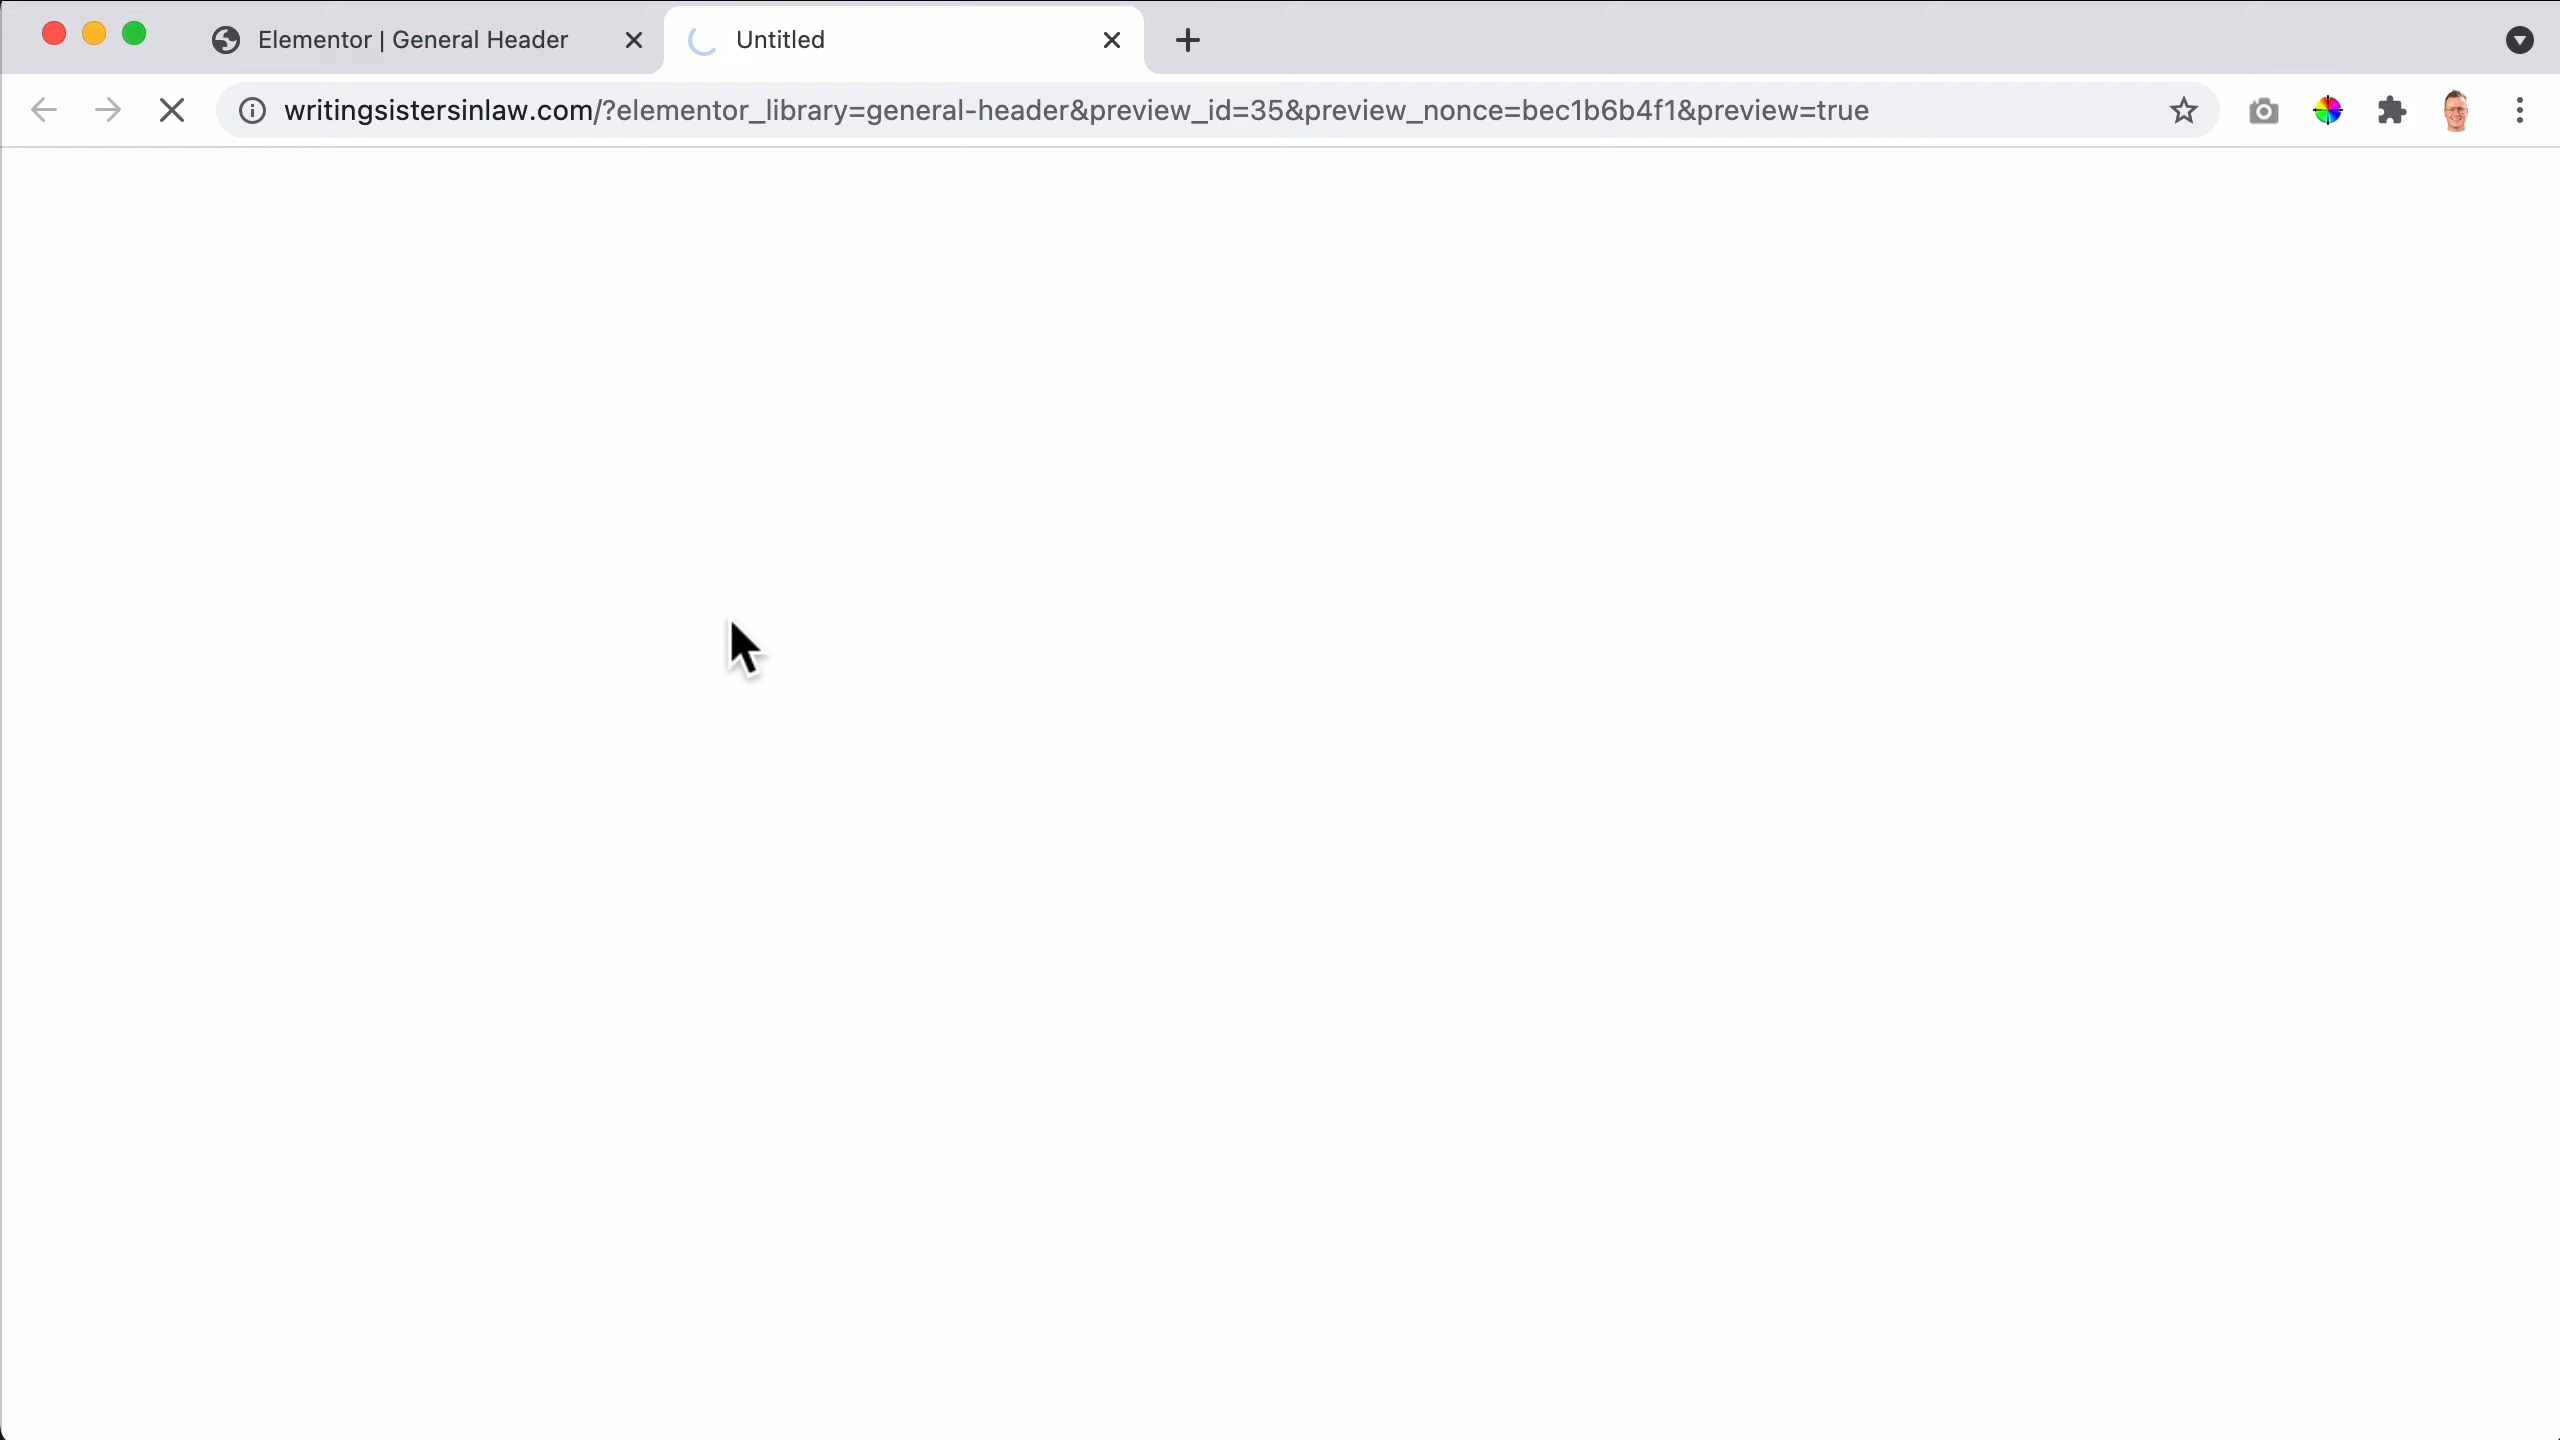 Elementor | General Header
Untitled
writingsistersinlaw.com/?elementor_library=general-header&preview_id=35&preview_nonce=bec1b6b4f1&preview=true